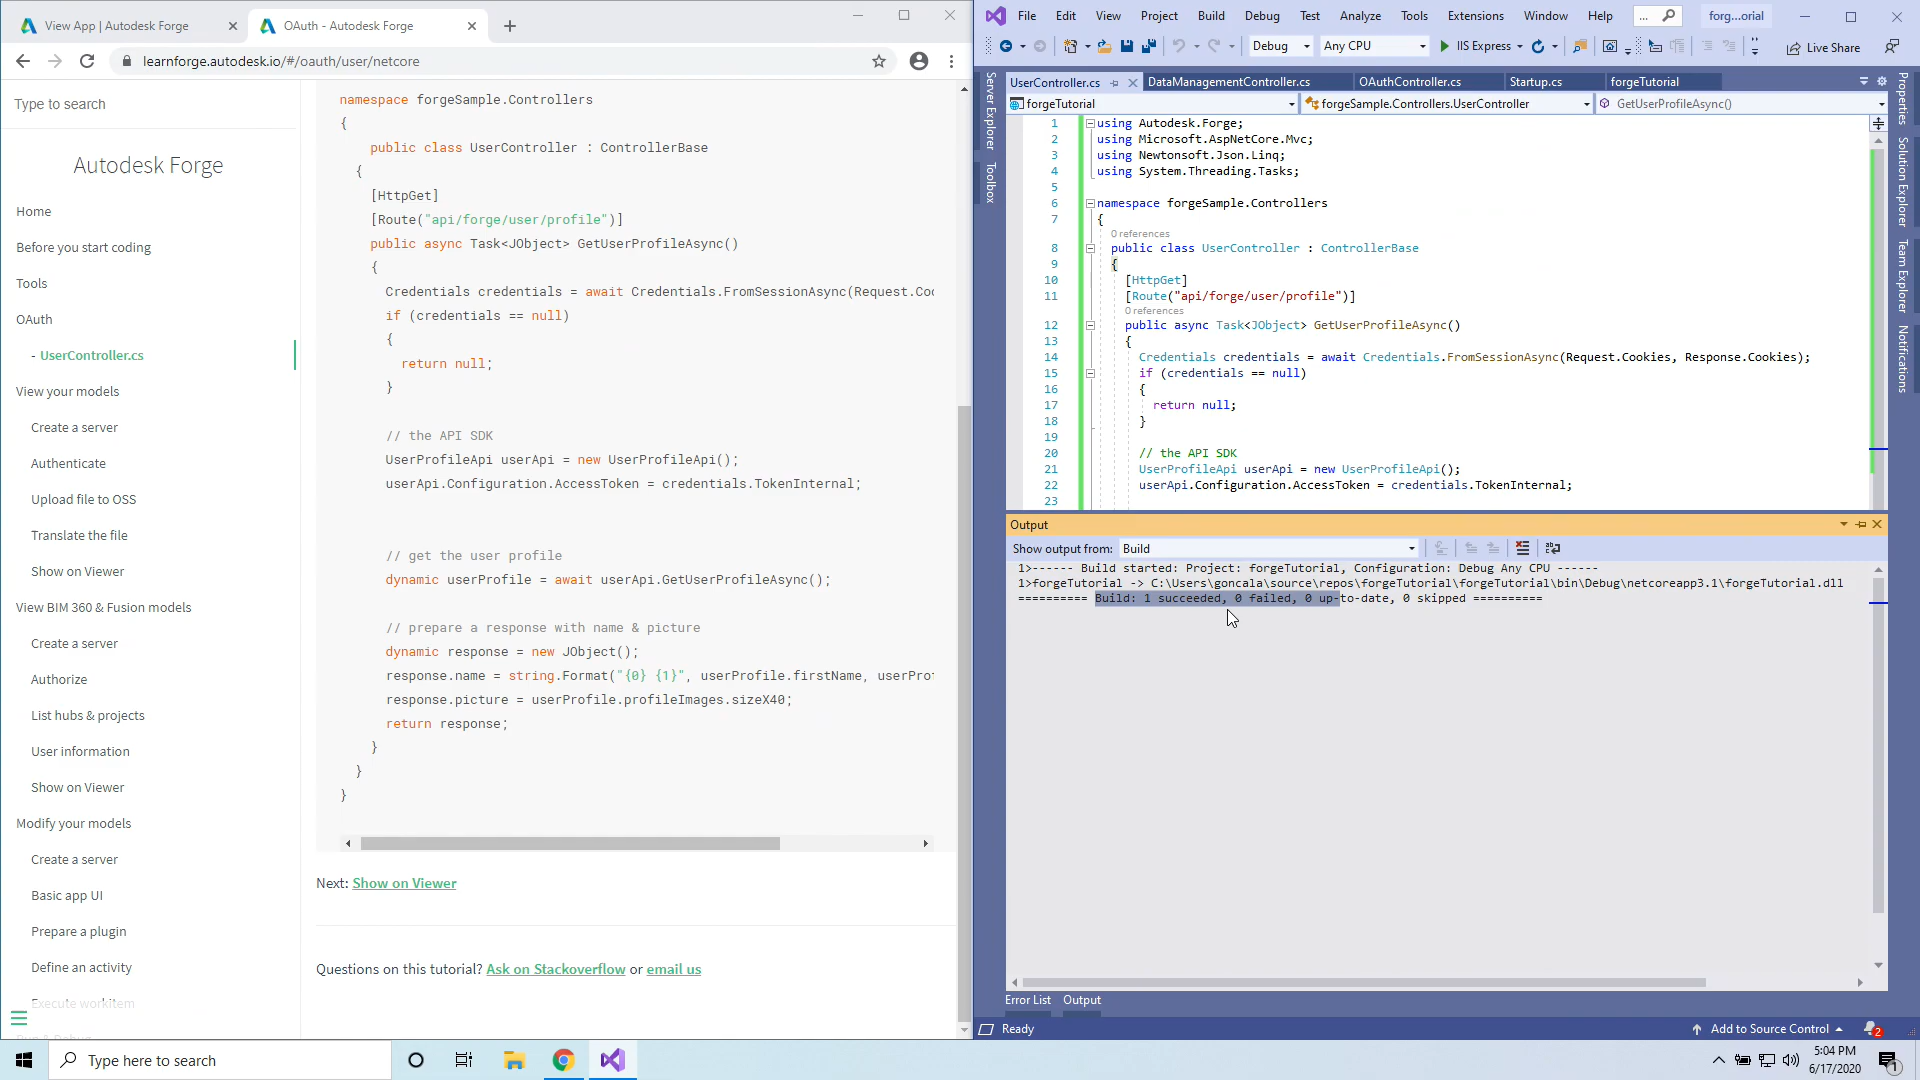 View App | Autodesk Forge
OAuth - Autodesk Forge
learnforge.autodesk.io/#/oauth/user/netcore
Type to search
Autodesk Forge
Home
Before you start coding
Tools
OAuth
- UserController.cs
View your models
Create a server
Authenticate
Upload file to OSS
Translate the file
Show on Viewer
View BIM 360 & Fusion models
Create a server
Authorize
List hubs & projects
User information
Show on Viewer
Modify your models
Create a server
Basic app UI
Prepare a plugin
Define an activity
Execute workitem
namespace forgeSample.Controllers
{
public class UserController : ControllerBase
{
[HttpGet]
[Route("api/forge/user/profile")]
public async Task<JObject> GetUserProfileAsync()
{
Credentials credentials = await Credentials.FromSessionAsync(Request.Coo
if (credentials == null)
{
return null;
}
// the API SDK
UserProfileApi userApi = new UserProfileApi();
userApi.Configuration.AccessToken = credentials.TokenInternal;
// get the user profile
dynamic userProfile = await userApi.GetUserProfileAsync();
// prepare a response with name & picture
dynamic response = new JObject();
response.name = string.Format("{0} {1}", userProfile.firstName, userProf
response.picture = userProfile.profileImages.sizeX40;
return response;
}
}
}
Next: Show on Viewer
Questions on this tutorial? Ask on Stackoverflow or email us
File Edit View Project Build Debug Test Analyze Tools Extensions Window Help ... forg...orial
Debug Any CPU IIS Express Live Share
Server Explorer
Toolbox
UserController.cs DataManagementController.cs OAuthController.cs Startup.cs forgeTutorial
forgeTutorial forgeSample.Controllers.UserController GetUserProfileAsync()
1 using Autodesk.Forge;
2 using Microsoft.AspNetCore.Mvc;
3 using Newtonsoft.Json.Linq;
4 using System.Threading.Tasks;
5
6 namespace forgeSample.Controllers
7 {
0 references
8 public class UserController : ControllerBase
9 {
10 [HttpGet]
11 [Route("api/forge/user/profile")]
0 references
12 public async Task<JObject> GetUserProfileAsync()
13 {
14 Credentials credentials = await Credentials.FromSessionAsync(Request.Cookies, Response.Cookies);
15 if (credentials == null)
16 {
17 return null;
18 }
19
20 // the API SDK
21 UserProfileApi userApi = new UserProfileApi();
22 userApi.Configuration.AccessToken = credentials.TokenInternal;
23
Output
Show output from: Build
1>------ Build started: Project: forgeTutorial, Configuration: Debug Any CPU ------
1>forgeTutorial -> C:\Users\goncala\source\repos\forgeTutorial\forgeTutorial\bin\Debug\netcoreapp3.1\forgeTutorial.dll
========== Build: 1 succeeded, 0 failed, 0 up-to-date, 0 skipped ==========
Error List Output
Ready Add to Source Control 2
Properties
Solution Explorer
Team Explorer
Notifications
Type here to search
5:04 PM
6/17/2020
1